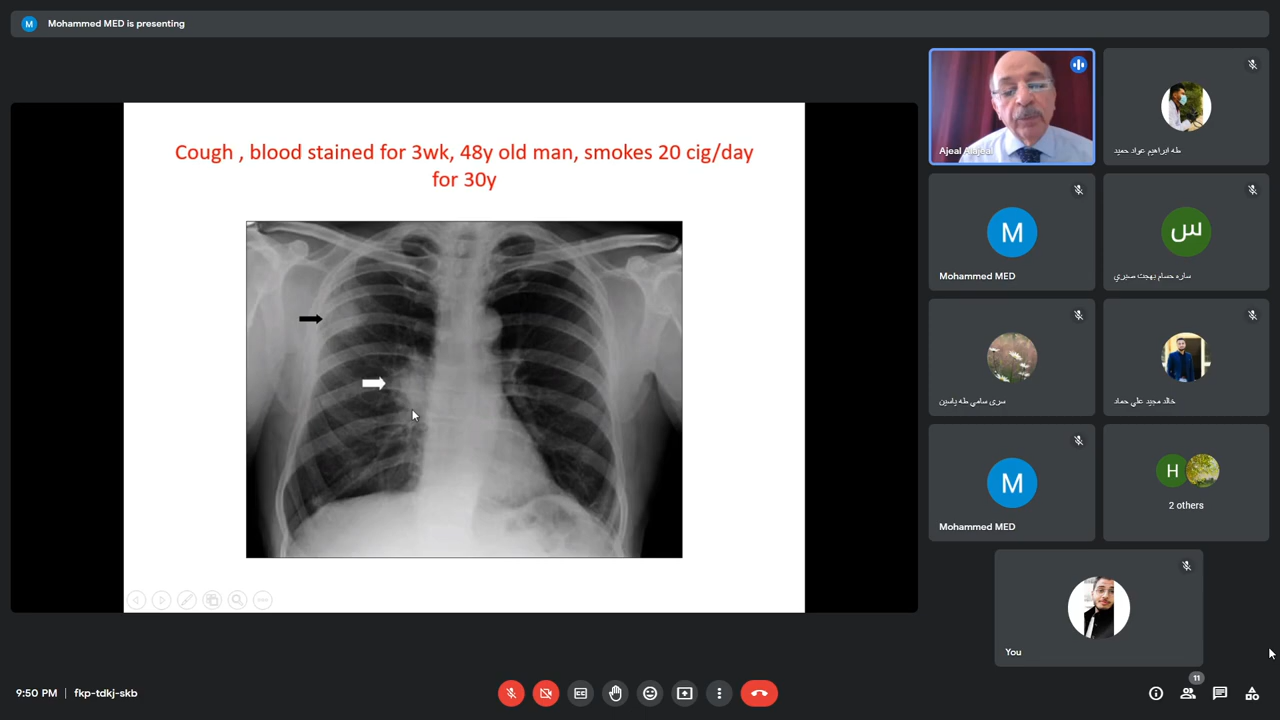 M Mohammed MED is presenting
Cough , blood stained for 3wk, 48y old man, smokes 20 cig/day
for 30y
طه ابراهيم عواد حميد
M
Mohammed MED
س
ساره حسام بهجت صبري
سرى سامي طه ياسين
خالد مجيد علي حماد
M
Mohammed MED
H
2 others
You
9:50 PM | fkp-tdkj-skb
CC
11